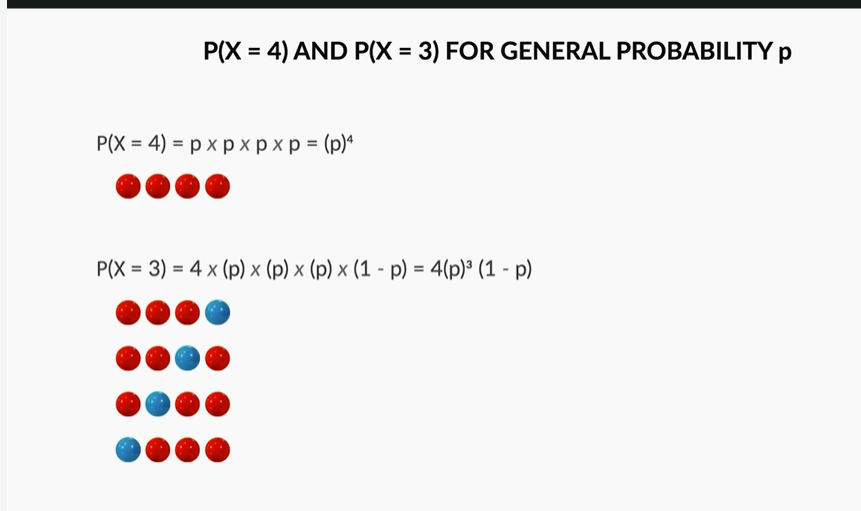 P(X = 4) AND P(X = 3) FOR GENERAL PROBABILITY p
P(X = 4) = p x p x p x p = (p)⁴
P(X = 3) = 4 x (p) x (p) x (p) x (1 - p) = 4(p)³ (1 - p)